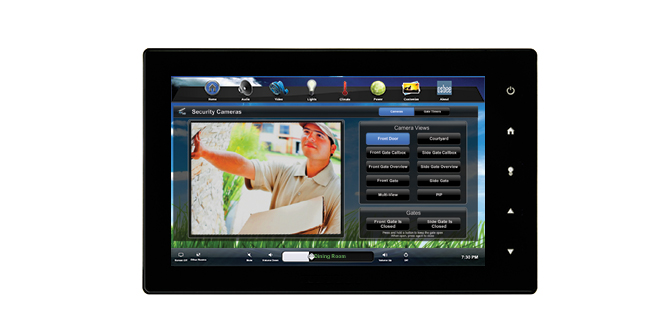 Home Audio Video Lights Climate Power Customize About
Security Cameras
Cameras Gate Timers
Camera Views
Front Door Courtyard
Front Gate Callbox Side Gate Callbox
Front Gate Overview Side Gate Overview
Front Gate Side Gate
Multi-View PIP
Gates
Front Gate Is Side Gate Is
Closed Closed
Dining Room
7:30 PM